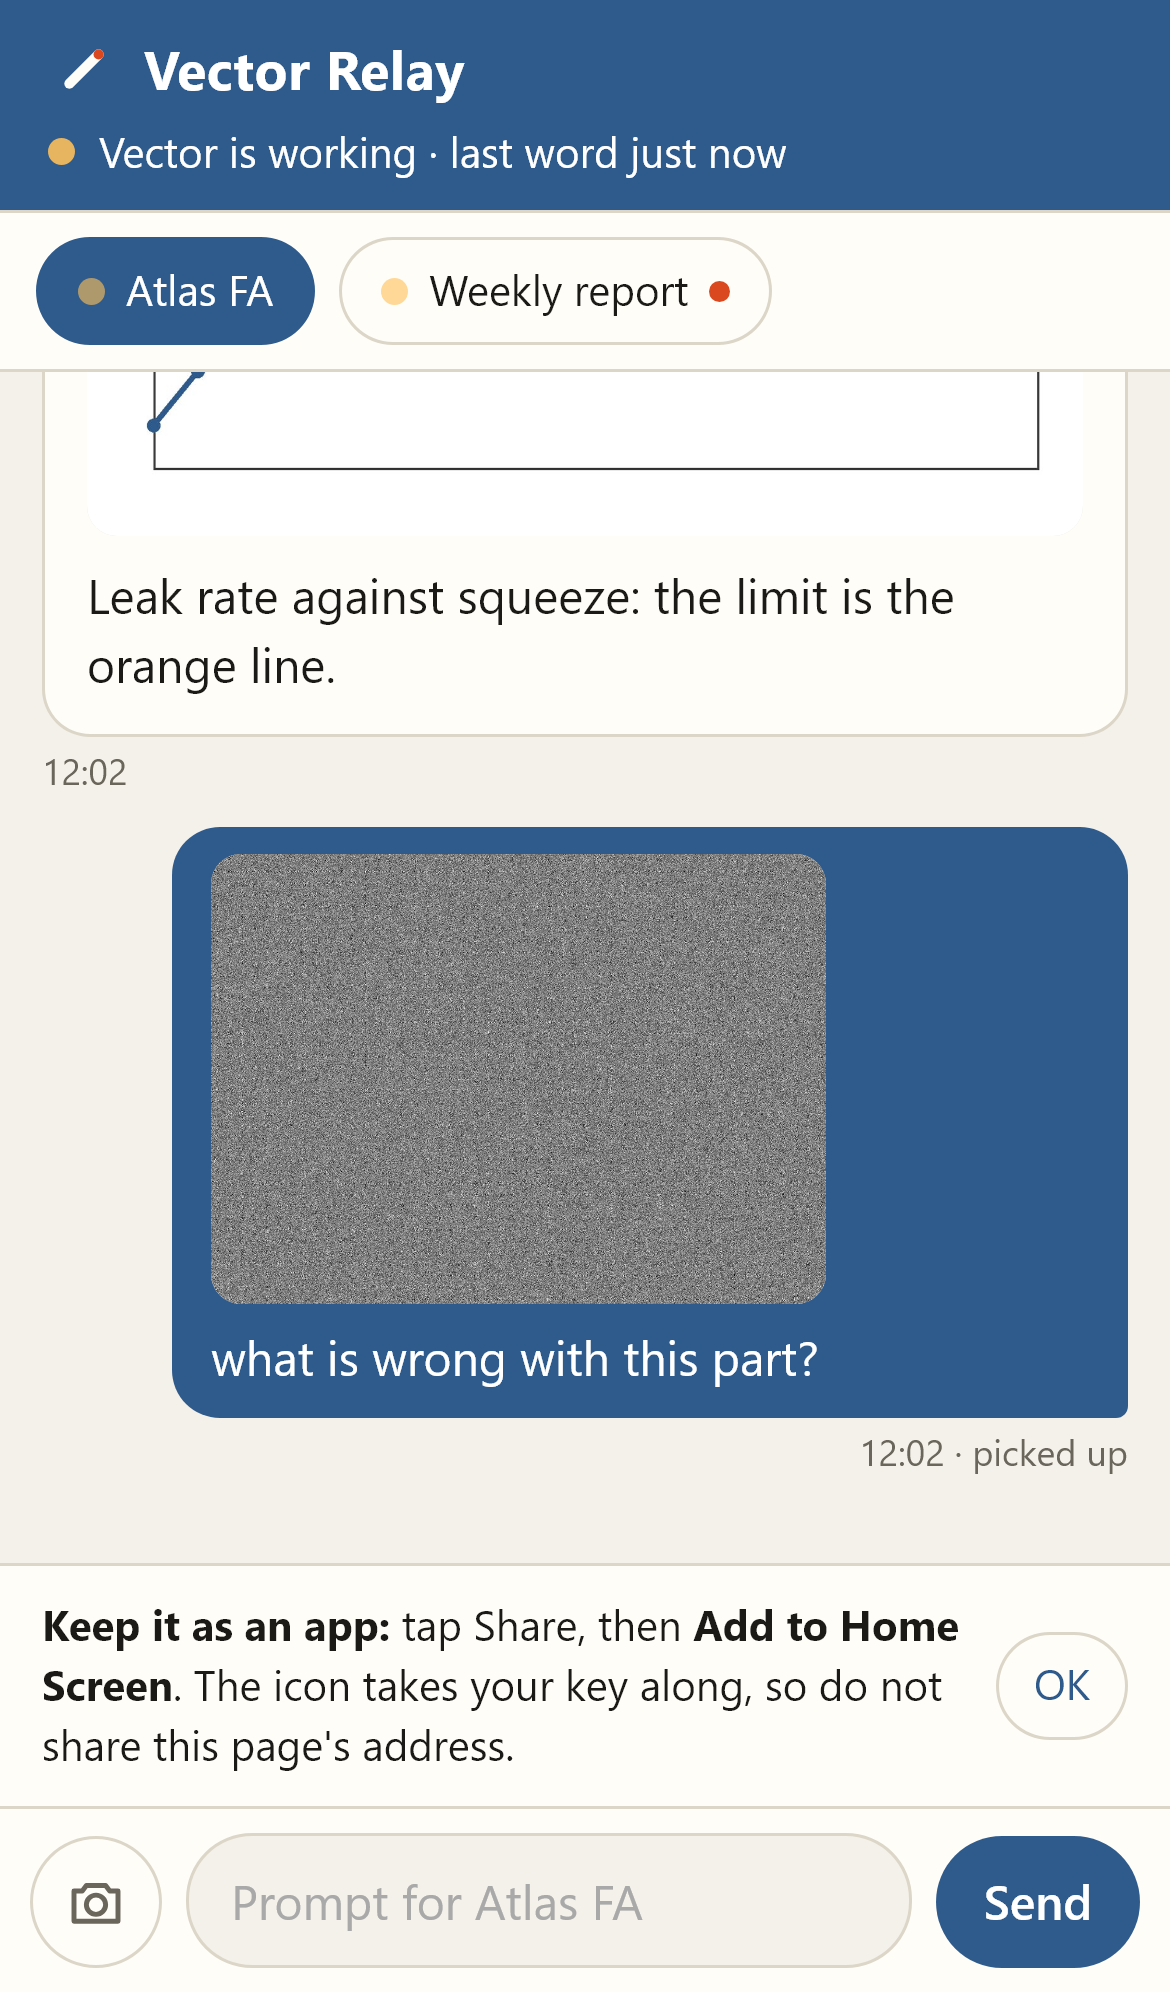 Vector Relay
Vector is working · last word just now
Atlas FA
Weekly report
Leak rate against squeeze: the limit is the
orange line.
12:02
what is wrong with this part?
12:02 · picked up
Keep it as an app: tap Share, then Add to Home
Screen. The icon takes your key along, so do not
share this page's address.
OK
Prompt for Atlas FA
Send